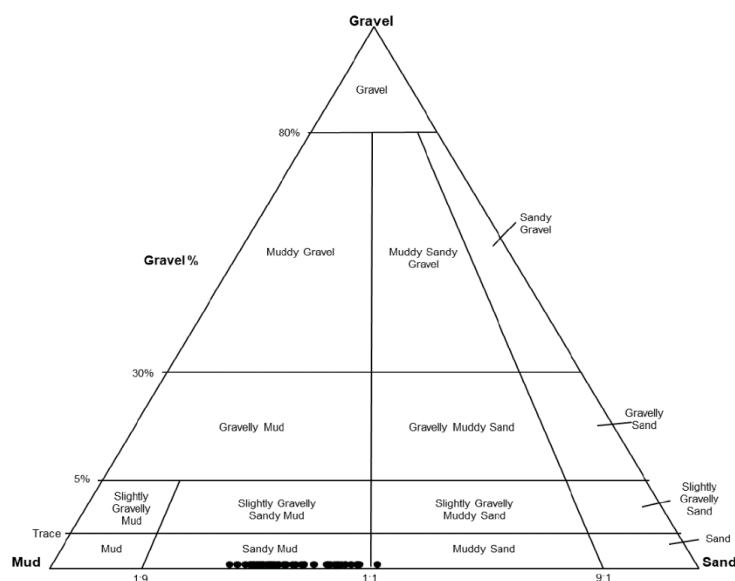 Gravel
Gravel
80%
Sandy
Gravel
Muddy Gravel
Muddy Sandy
Gravel
Gravel %
30%
Gravelly
Sand
Gravelly Mud
Gravelly Muddy Sand
5%
Slightly
Gravelly
Mud
Slightly Gravelly
Sandy Mud
Slightly Gravelly
Muddy Sand
Slightly
Gravelly
Sand
Trace
Sand
Mud
Mud
Sandy Mud
Muddy Sand
Sand
1:9
1:1
9:1